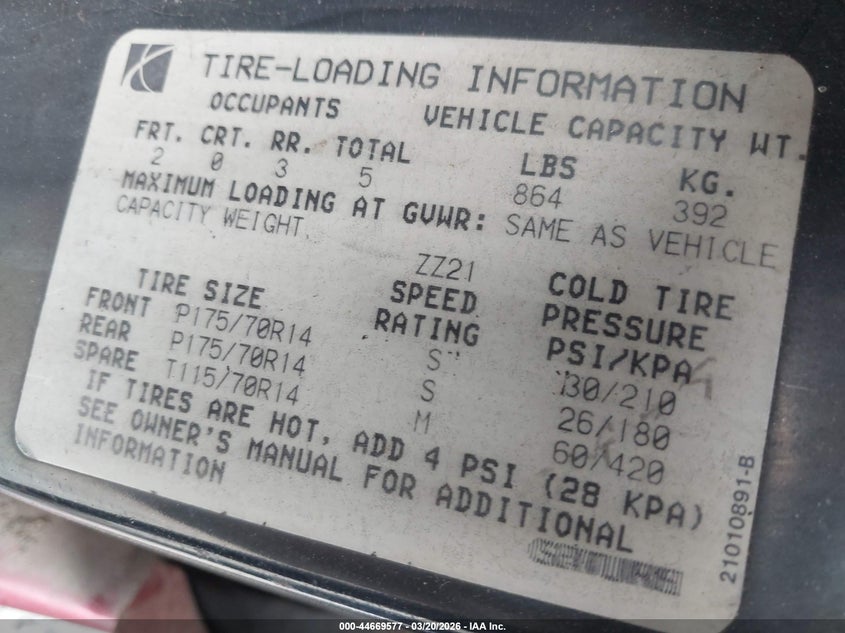 TIRE-LOADING INFORMATION
OCCUPANTS VEHICLE CAPACITY WT.
FRT. CRT. RR. TOTAL LBS KG.
2 0 3 5 864 392
MAXIMUM LOADING AT GVWR: SAME AS VEHICLE
CAPACITY WEIGHT
ZZ21
TIRE SIZE SPEED RATING COLD TIRE PRESSURE PSI/KPA
FRONT P175/70R14 S 30/210
REAR P175/70R14 S 26/180
SPARE T115/70R14 M 60/420
IF TIRES ARE HOT, ADD 4 PSI (28 KPA)
SEE OWNER'S MANUAL FOR ADDITIONAL
INFORMATION
21010891-B
000-44669577 — 03/20/2026 — IAA Inc.